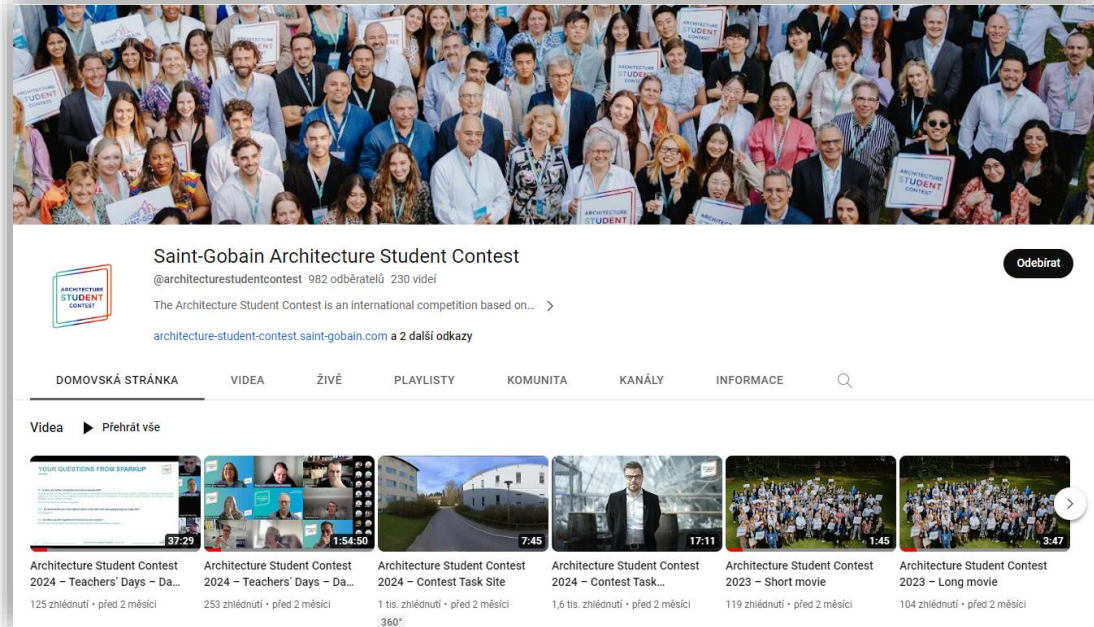 ARCHITECTURE
STUDENT
CONTEST
Saint-Gobain Architecture Student Contest
@architecturestudentcontest 982 odběratelů 230 videí
The Architecture Student Contest is an international competition based on...
architecture-student-contest.saint-gobain.com a 2 další odkazy
Odebírat
ARCHITECTURE
STUDENT
CONTEST
DOMOVSKÁ STRÁNKA VIDEA ŽIVĚ PLAYLISTY KOMUNITA KANÁLY INFORMACE
Videa Přehrát vše
YOUR QUESTIONS FROM SPARKUP
37:29
1:54:50
7:45
17:11
1:45
3:47
Architecture Student Contest
2024 – Teachers´ Days – Da...
125 zhlédnutí • před 2 měsíci
Architecture Student Contest
2024 – Teachers´ Days – Da...
253 zhlédnutí • před 2 měsíci
Architecture Student Contest
2024 – Contest Task Site
1 tis. zhlédnutí • před 2 měsíci
360°
Architecture Student Contest
2024 – Contest Task...
1,6 tis. zhlédnutí • před 2 měsíci
Architecture Student Contest
2023 – Short movie
119 zhlédnutí • před 2 měsíci
Architecture Student Contest
2023 – Long movie
104 zhlédnutí • před 2 měsíci